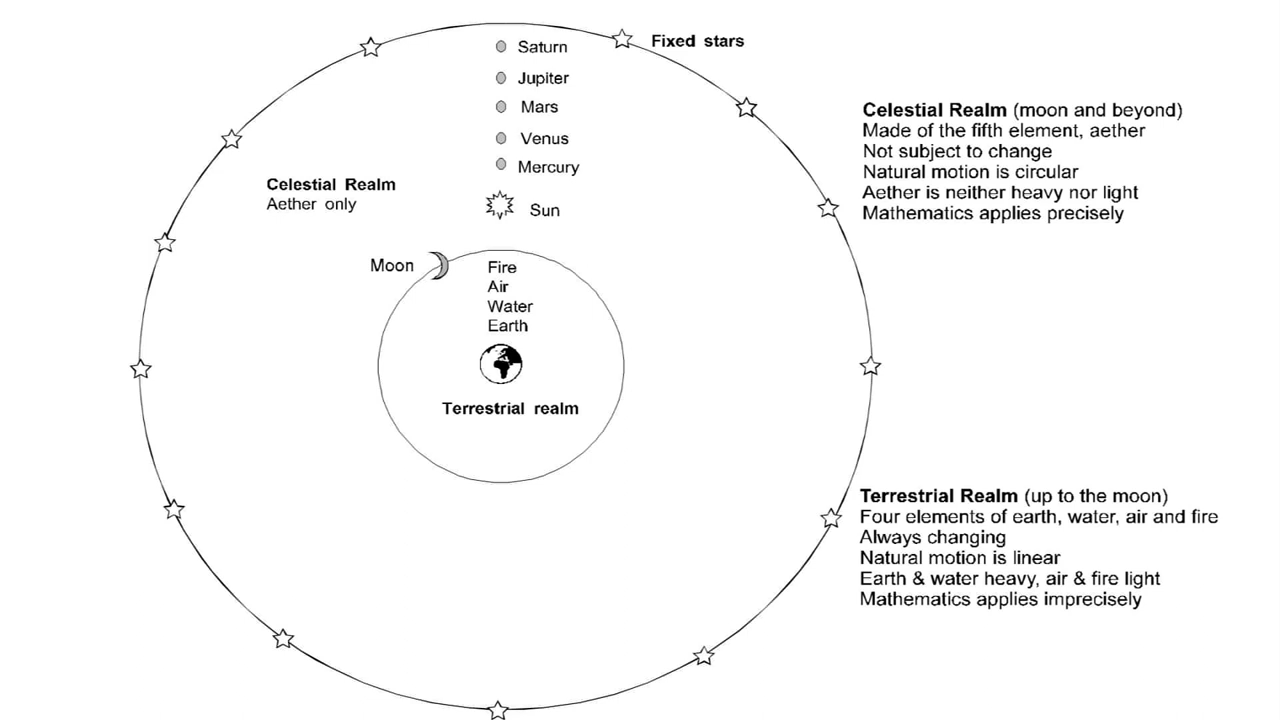 Saturn
Fixed stars
Jupiter
Mars
Venus
Mercury
Celestial Realm
Aether only
Sun
Moon
Fire
Air
Water
Earth
Terrestrial realm
Celestial Realm (moon and beyond)
Made of the fifth element, aether
Not subject to change
Natural motion is circular
Aether is neither heavy nor light
Mathematics applies precisely
Terrestrial Realm (up to the moon)
Four elements of earth, water, air and fire
Always changing
Natural motion is linear
Earth & water heavy, air & fire light
Mathematics applies imprecisely